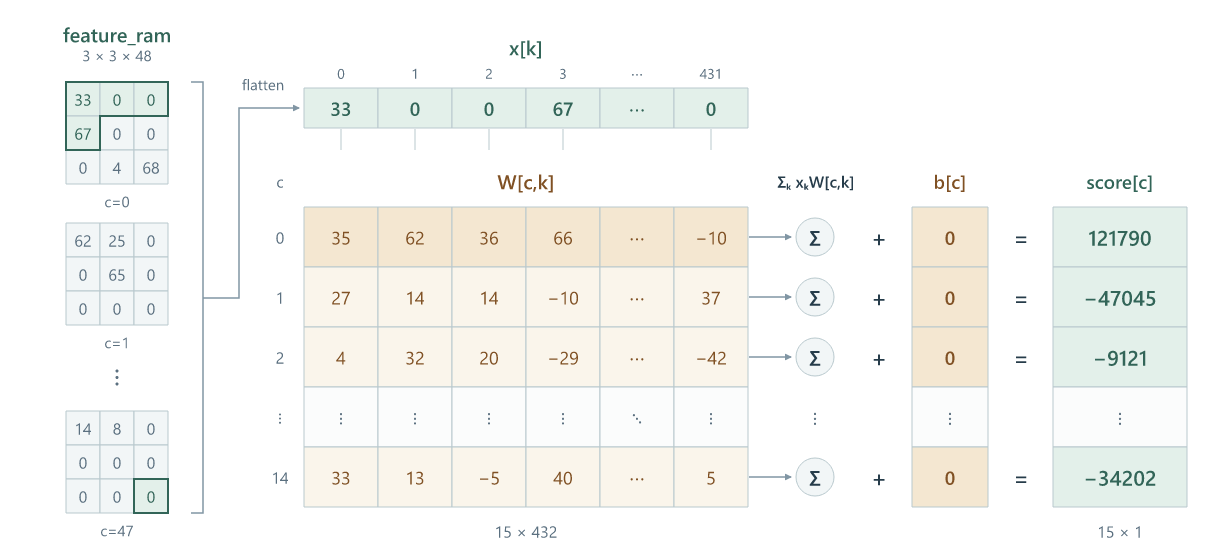 feature_ram
3 × 3 × 48
33 0 0
67 0 0
0 4 68
c=0
62 25 0
0 65 0
0 0 0
c=1
⋮
14 8 0
0 0 0
0 0 0
c=47
flatten
x[k]
0 1 2 3 ⋯ 431
33 0 0 67 ⋯ 0
c W[c,k] Σₖ xₖW[c,k] b[c] score[c]
0 35 62 36 66 ⋯ −10 Σ + 0 = 121790
1 27 14 14 −10 ⋯ 37 Σ + 0 = −47045
2 4 32 20 −29 ⋯ −42 Σ + 0 = −9121
⋮ ⋮ ⋮ ⋮ ⋮ ⋱ ⋮ ⋮ ⋮ ⋮
14 33 13 −5 40 ⋯ 5 Σ + 0 = −34202
15 × 432 15 × 1